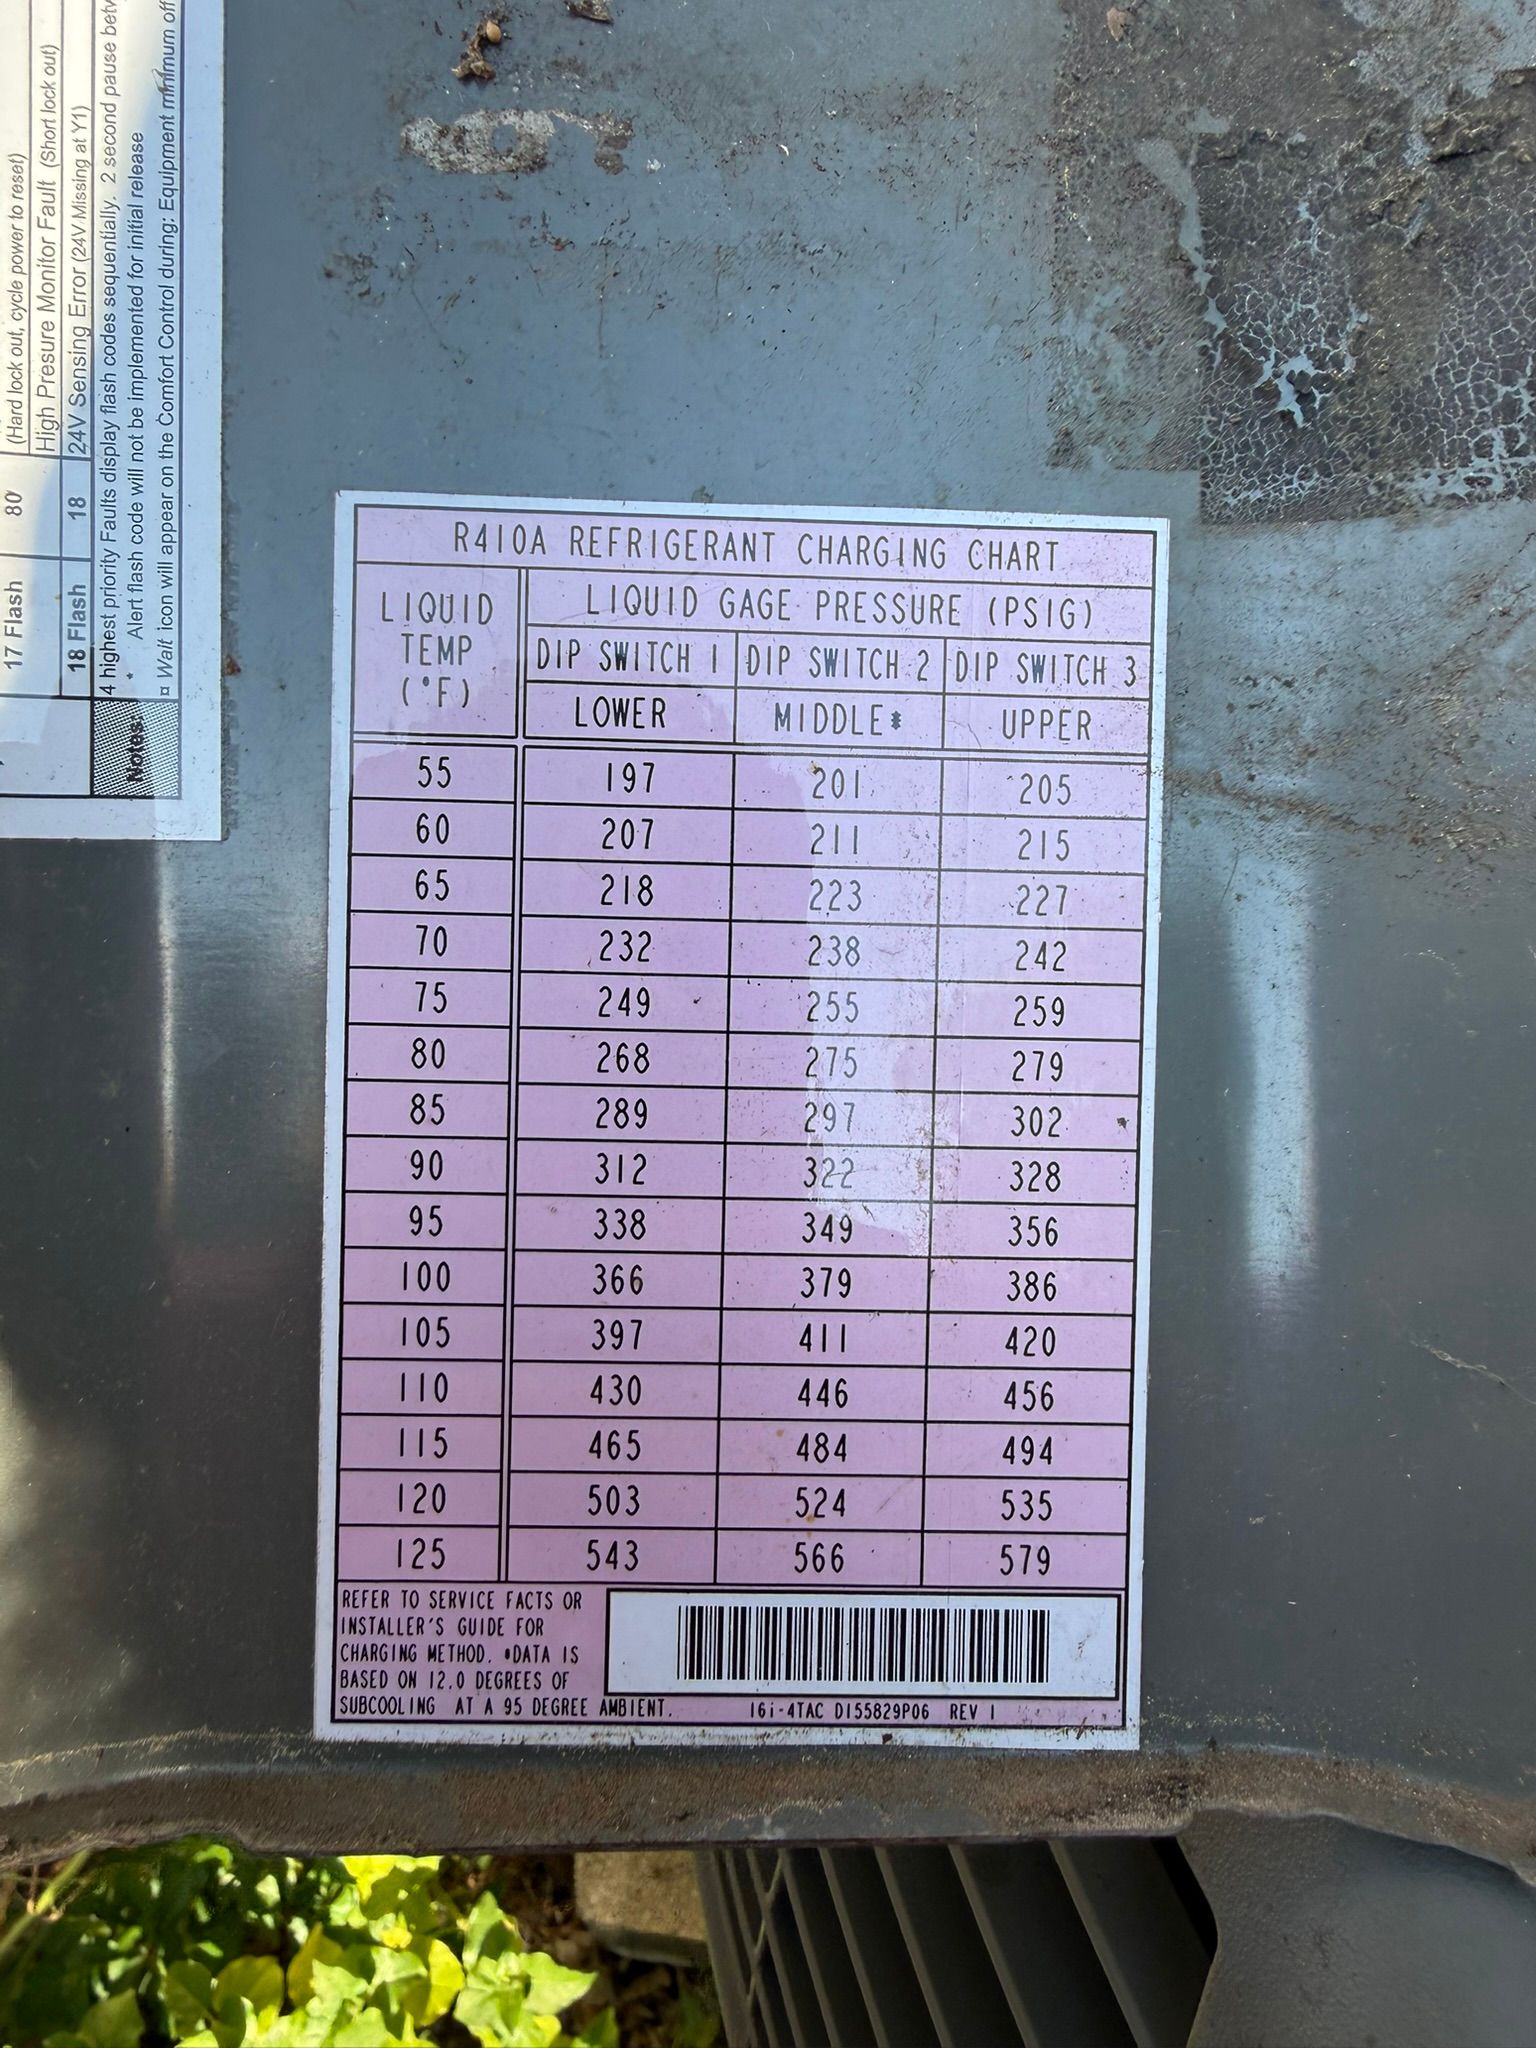 17 Flash 80 (Hard lock out, cycle power to reset)
High Presure Monitor Fault (Short lock out)
18 Flash 18 24V Sensing Error (24V Missing at Y1)
Notes:
4 highest priority Faults display flash codes sequentially. 2 second pause
* Alert flash code will not be implemented for initial release
¤ Wait icon will appear on the Comfort Control during: Equipment minimum off
R410A REFRIGERANT CHARGING CHART
LIQUID TEMP (°F)
LIQUID GAGE PRESSURE (PSIG)
DIP SWITCH 1 DIP SWITCH 2 DIP SWITCH 3
LOWER MIDDLE* UPPER
55 197 201 205
60 207 211 215
65 218 223 227
70 232 238 242
75 249 255 259
80 268 275 279
85 289 297 302
90 312 322 328
95 338 349 356
100 366 379 386
105 397 411 420
110 430 446 456
115 465 484 494
120 503 524 535
125 543 566 579
REFER TO SERVICE FACTS OR
INSTALLER'S GUIDE FOR
CHARGING METHOD. *DATA IS
BASED ON 12.0 DEGREES OF
SUBCOOLING AT A 95 DEGREE AMBIENT.
16i-4TAC D155829P06 REV 1